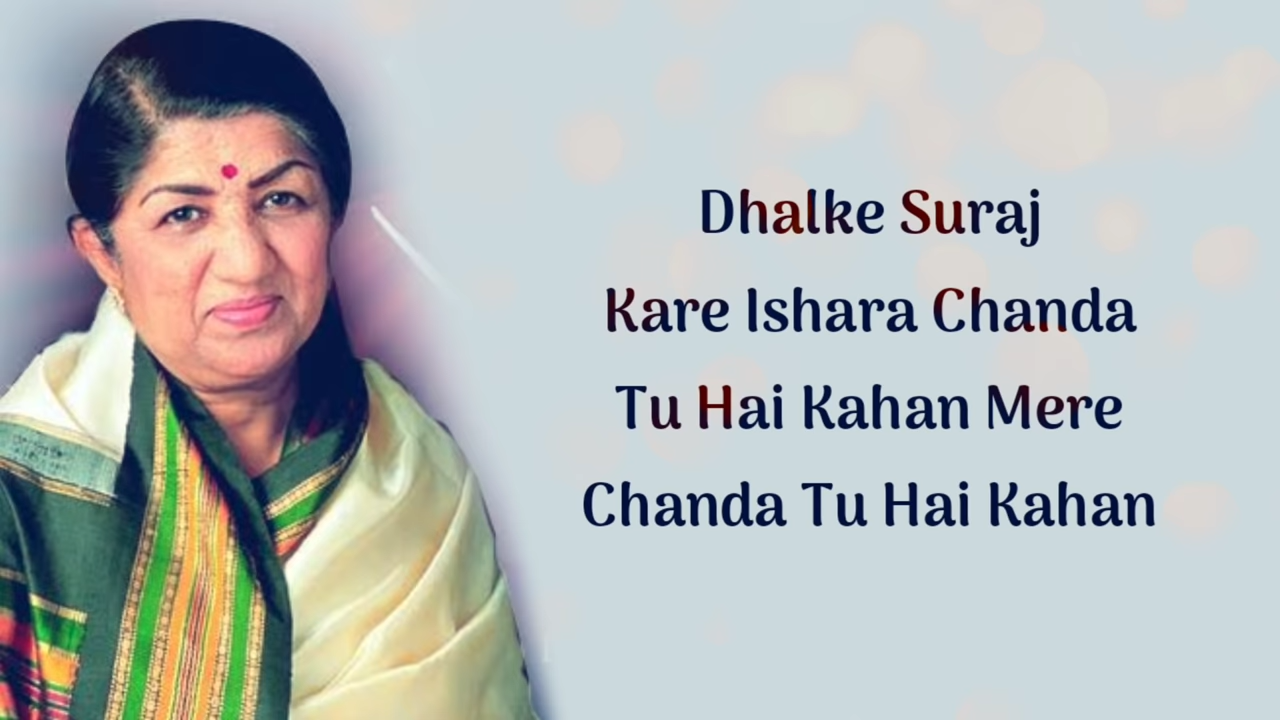 Dhalke Suraj
Kare Ishara Chanda
Tu Hai Kahan Mere
Chanda Tu Hai Kahan